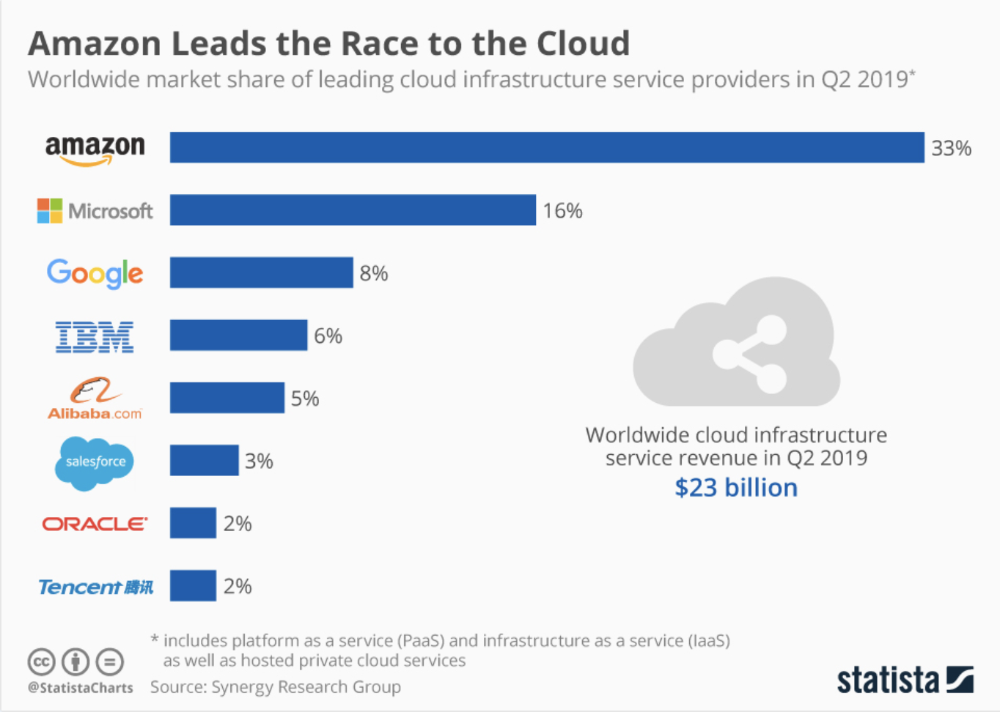 Amazon Leads the Race to the Cloud
Worldwide market share of leading cloud infrastructure service providers in Q2 2019*
amazon 33%
Microsoft 16%
Google 8%
IBM 6%
Alibaba.com 5%
salesforce 3%
ORACLE 2%
Tencent 腾讯 2%
Worldwide cloud infrastructure
service revenue in Q2 2019
$23 billion
* includes platform as a service (PaaS) and infrastructure as a service (IaaS)
as well as hosted private cloud services
cc
@StatistaCharts Source: Synergy Research Group
statista